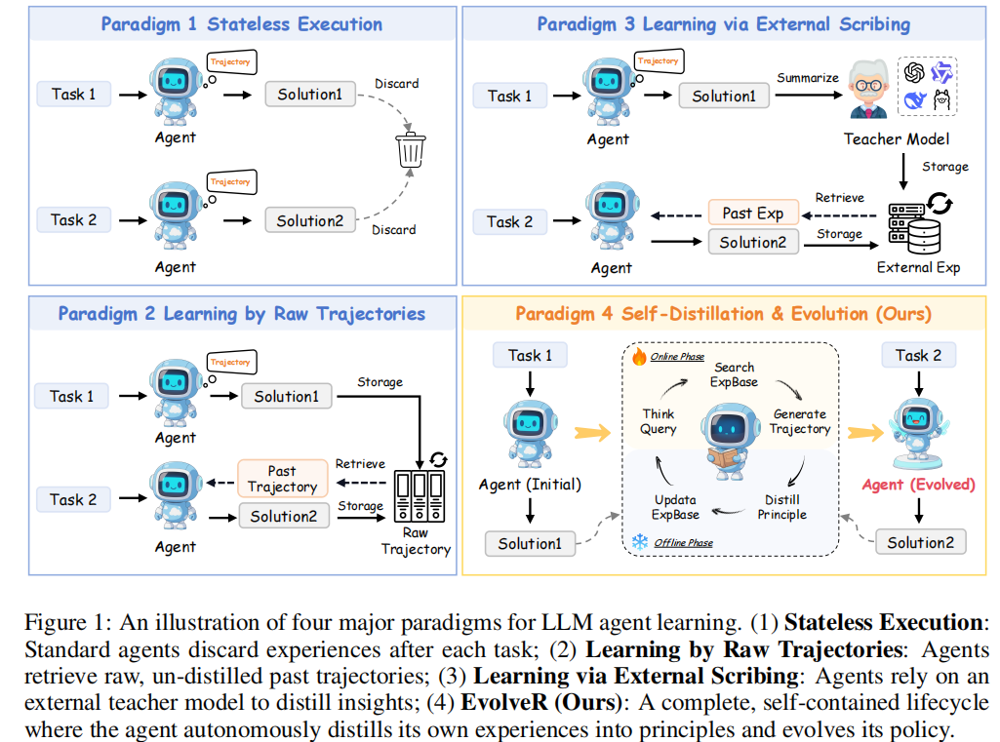 Paradigm 1 Stateless Execution
Trajectory
Task 1
Solution1
Discard
Agent
Trajectory
Task 2
Solution2
Discard
Agent
Paradigm 3 Learning via External Scribing
Trajectory
Summarize
Task 1
Solution1
Agent
Teacher Model
Storage
Retrieve
Past Exp
Task 2
Solution2
Storage
Agent
External Exp
Paradigm 2 Learning by Raw Trajectories
Trajectory
Storage
Task 1
Solution1
Agent
Past
Trajectory
Retrieve
Task 2
Solution2
Storage
Agent
Raw
Trajectory
Paradigm 4 Self-Distillation & Evolution (Ours)
Task 1
Online Phase
Search
ExpBase
Task 2
Think
Query
Generate
Trajectory
Agent (Initial)
Agent (Evolved)
Updata
ExpBase
Distill
Principle
Solution1
Offline Phase
Solution2
Figure 1: An illustration of four major paradigms for LLM agent learning. (1) Stateless Execution:
Standard agents discard experiences after each task; (2) Learning by Raw Trajectories: Agents
retrieve raw, un-distilled past trajectories; (3) Learning via External Scribing: Agents rely on an
external teacher model to distill insights; (4) EvolveR (Ours): A complete, self-contained lifecycle
where the agent autonomously distills its own experiences into principles and evolves its policy.